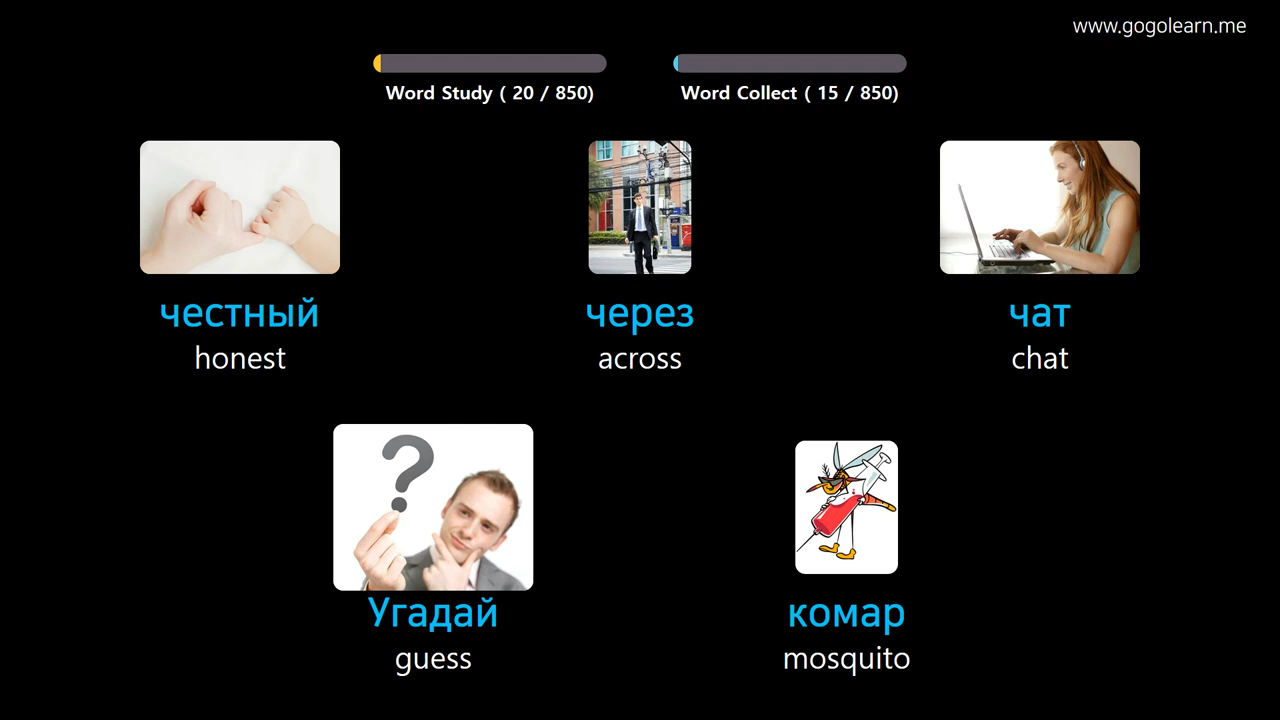 www.gogolearn.me
Word Study ( 20 / 850)
Word Collect ( 15 / 850)
честный
honest
через
across
чат
chat
Угадай
guess
комар
mosquito